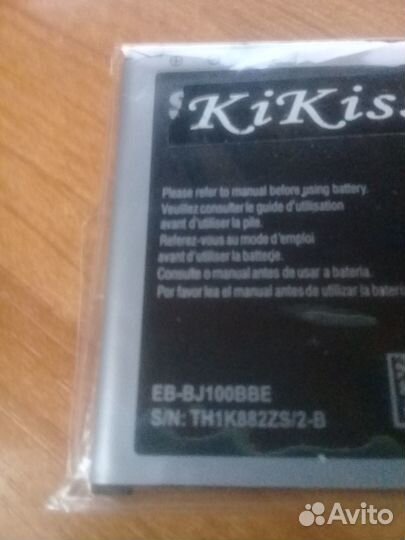 KiKis
Please refer to manual before using battery.
Veuillez consulter le guide d'utilisation
avant d'utiliser la pile.
Referez-vous au mode d'emploi
avant d'utiliser la batterje.
Consulte o manual antes de usar a bateria.
Por favor lea el manual antes de utilizar la bateria
EB-BJ100BBE
S/N: TH1K882ZS/2-B
Avito